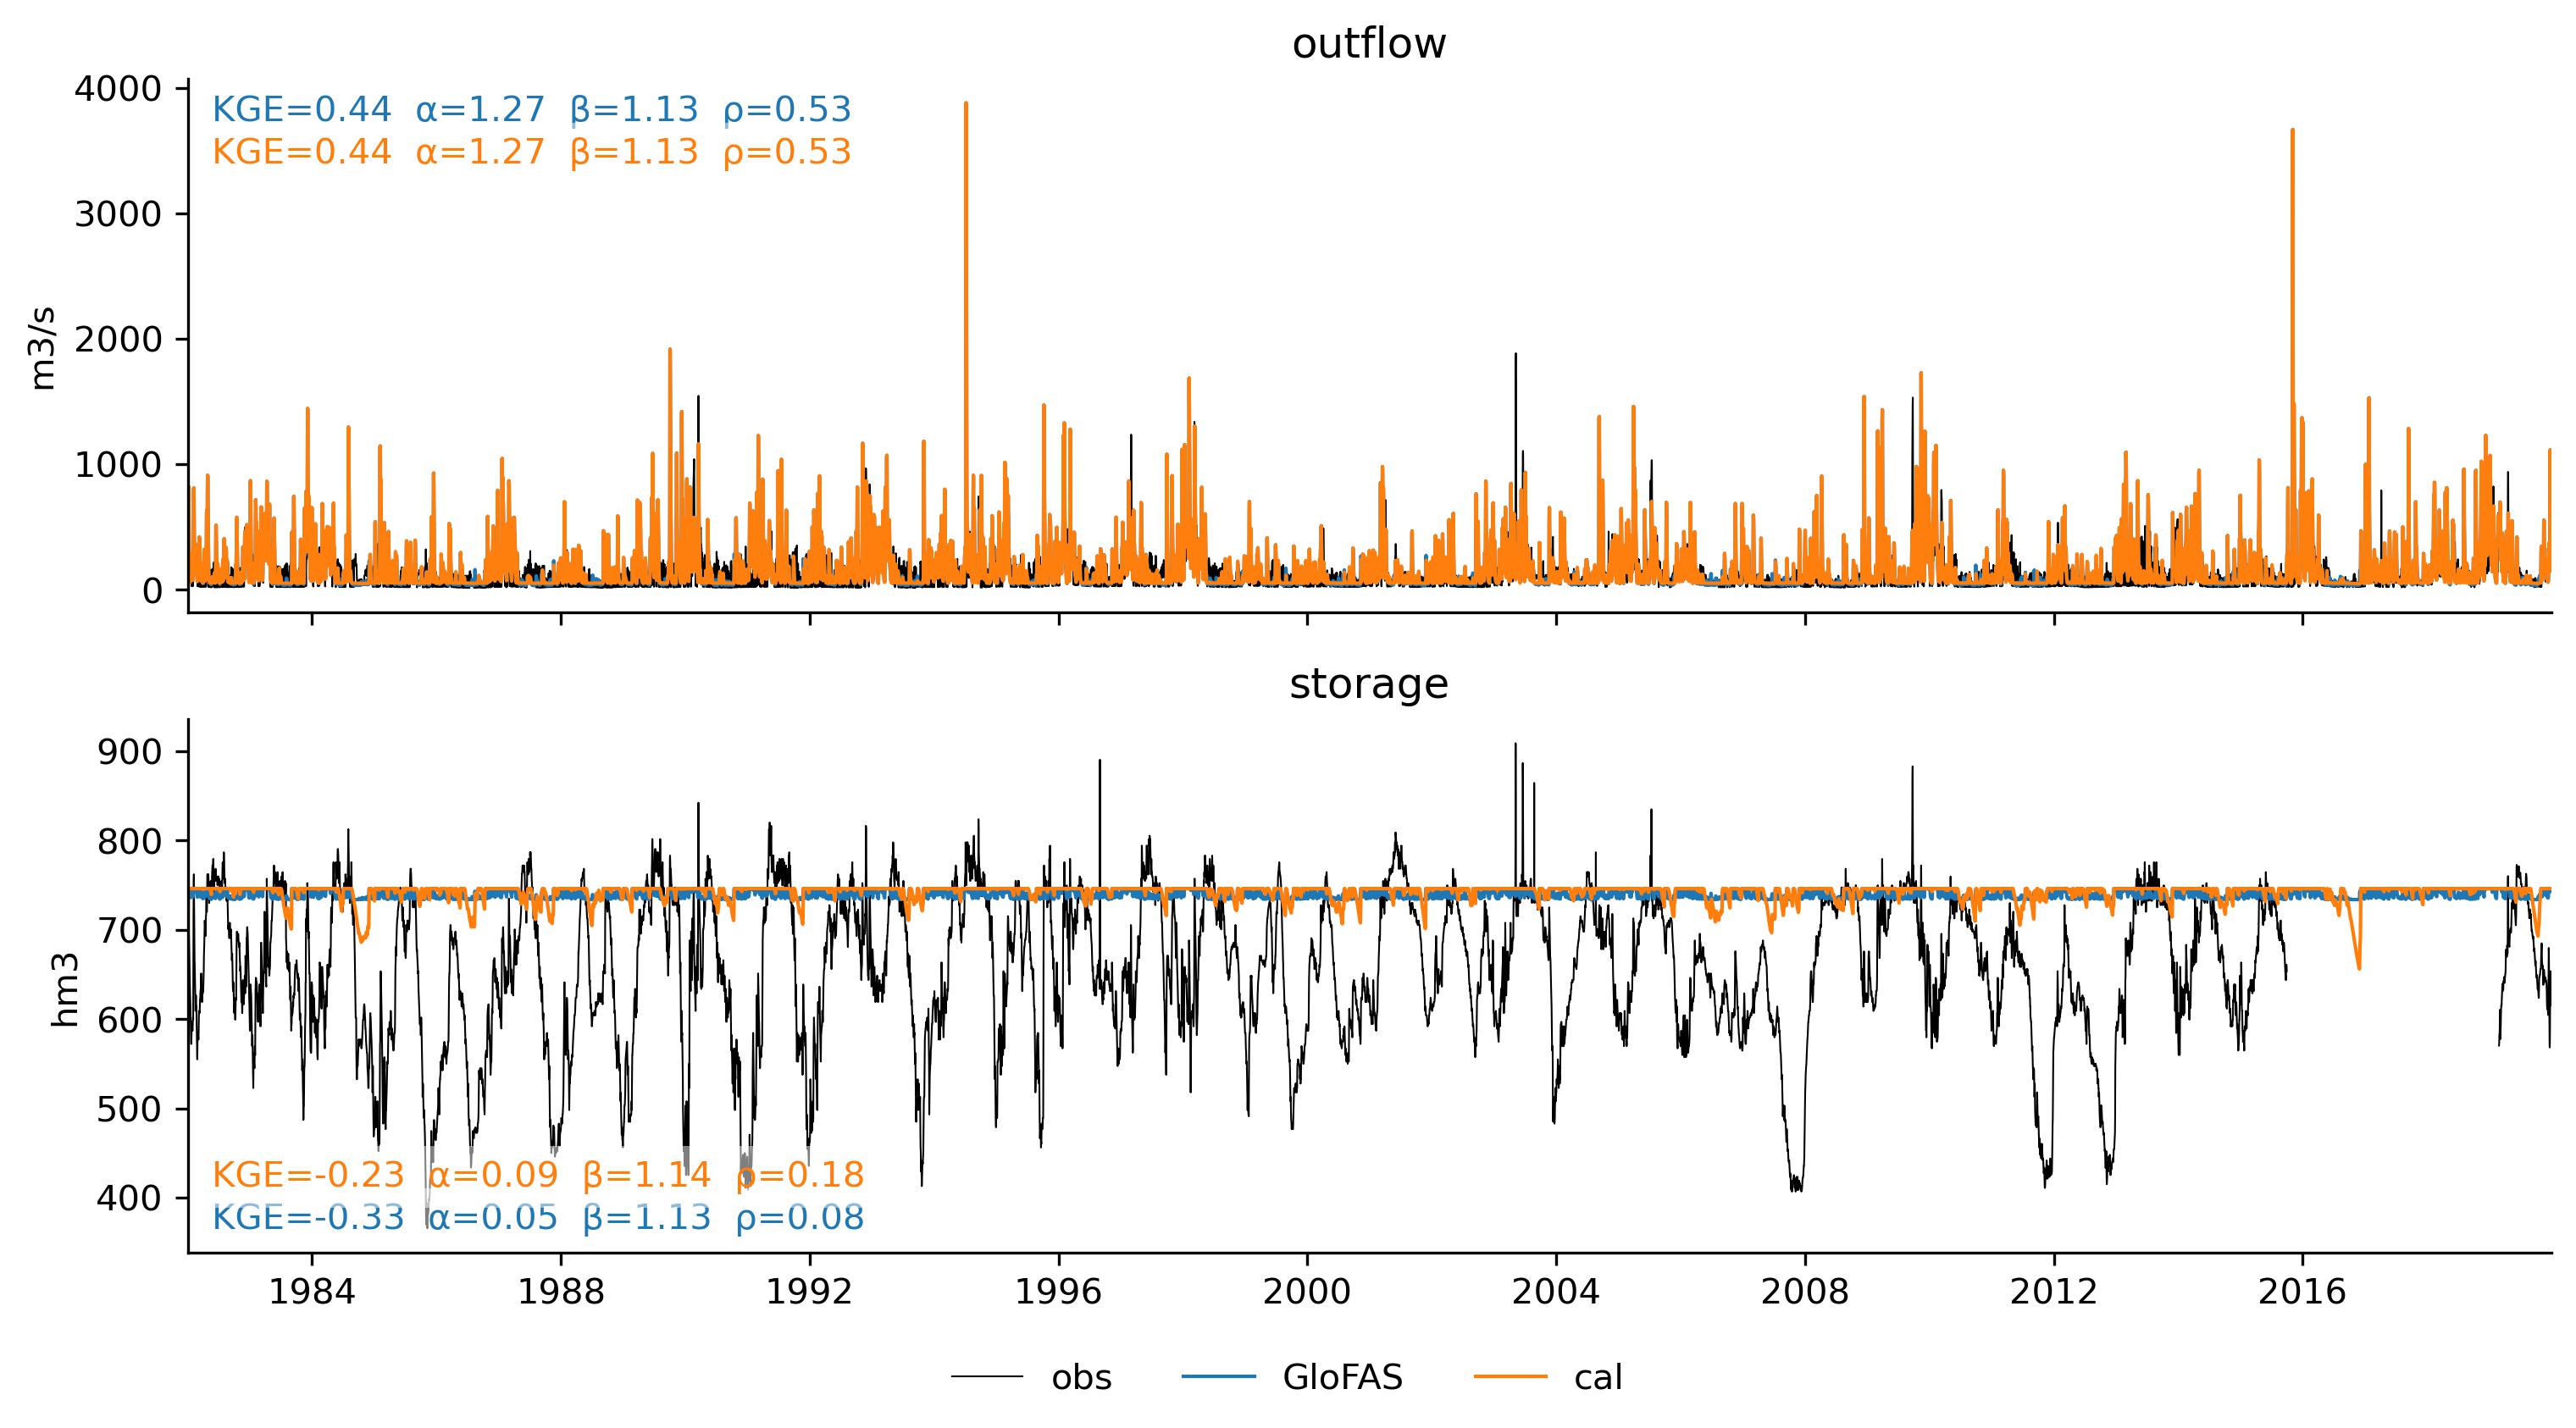 outflow
4000
KGE=0.44 α=1.27 β=1.13 ρ=0.53
KGE=0.44 α=1.27 β=1.13 ρ=0.53
3000
m3/s
2000
1000
0
storage
900
800
700
hm3
600
500
KGE=-0.23 α=0.09 β=1.14 ρ=0.18
400
KGE=-0.33 α=0.05 β=1.13 ρ=0.08
1984 1988 1992 1996 2000 2004 2008 2012 2016
obs GloFAS cal